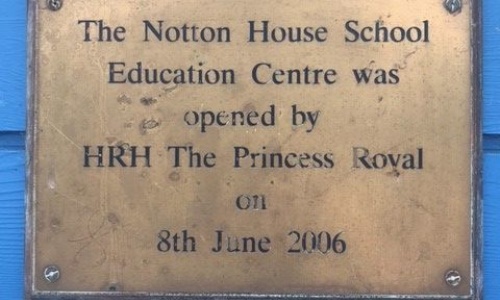 The Notton House School
Education Centre was
opened by
HRH The Princess Royal
on
8th June 2006